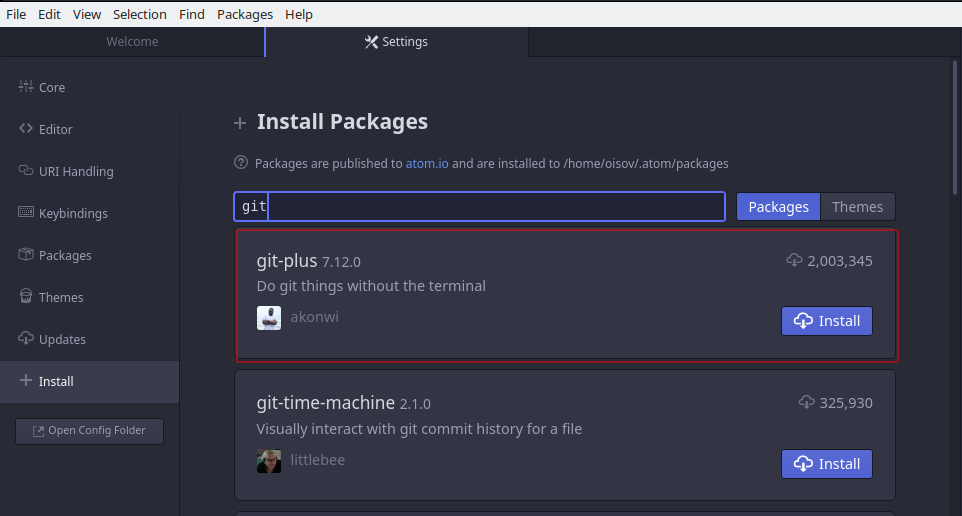 File Edit View Selection Find Packages Help
Welcome
Settings
Core
Editor
URI Handling
Keybindings
Packages
Themes
Updates
Install
Open Config Folder
Install Packages
Packages are published to atom.io and are installed to /home/oisov/.atom/packages
git
Packages Themes
git-plus 7.12.0 2,003,345
Do git things without the terminal
akonwi
Install
git-time-machine 2.1.0 325,930
Visually interact with git commit history for a file
littlebee
Install